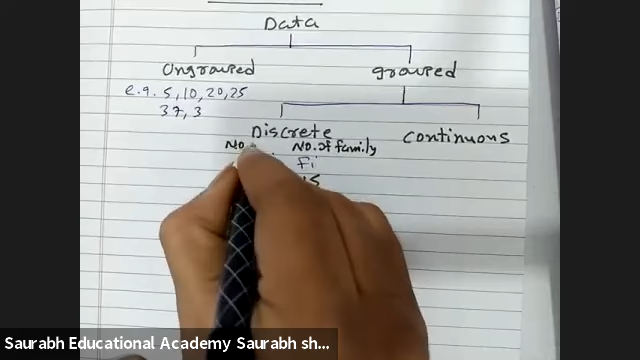 Data
Ungrouped grouped
e.g. 5, 10, 20, 25
37, 3
Discrete continuous
No. No. of family
fi
15
Saurabh Educational Academy Saurabh sh...